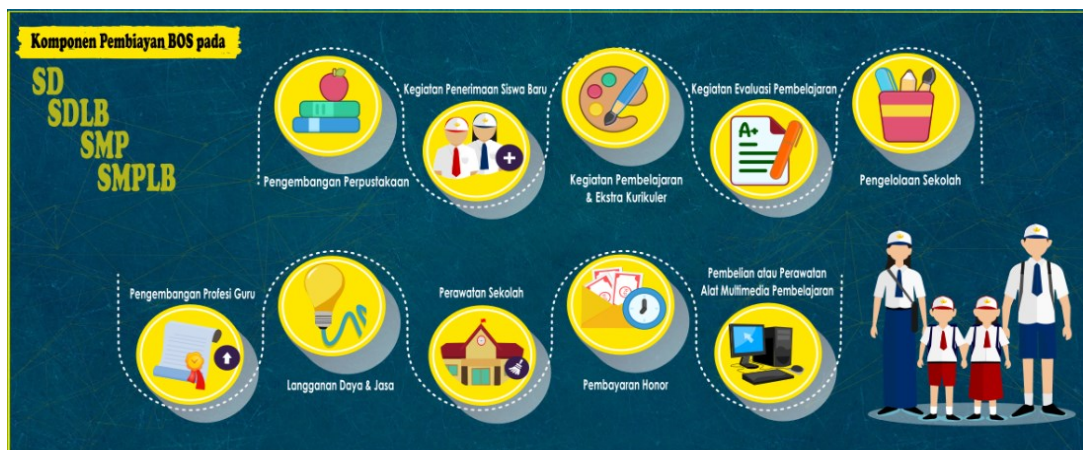 Komponen Pembiayan BOS pada
SD
SDLB
SMP
SMPLB
Pengembangan Perpustakaan
Kegiatan Penerimaan Siswa Baru
Kegiatan Pembelajaran
& Ekstra Kurikuler
Kegiatan Evaluasi Pembelajaran
A+
Pengelolaan Sekolah
Pengembangan Profesi Guru
Langganan Daya & Jasa
Perawatan Sekolah
Pembayaran Honor
Pembelian atau Perawatan
Alat Multimedia Pembelajaran